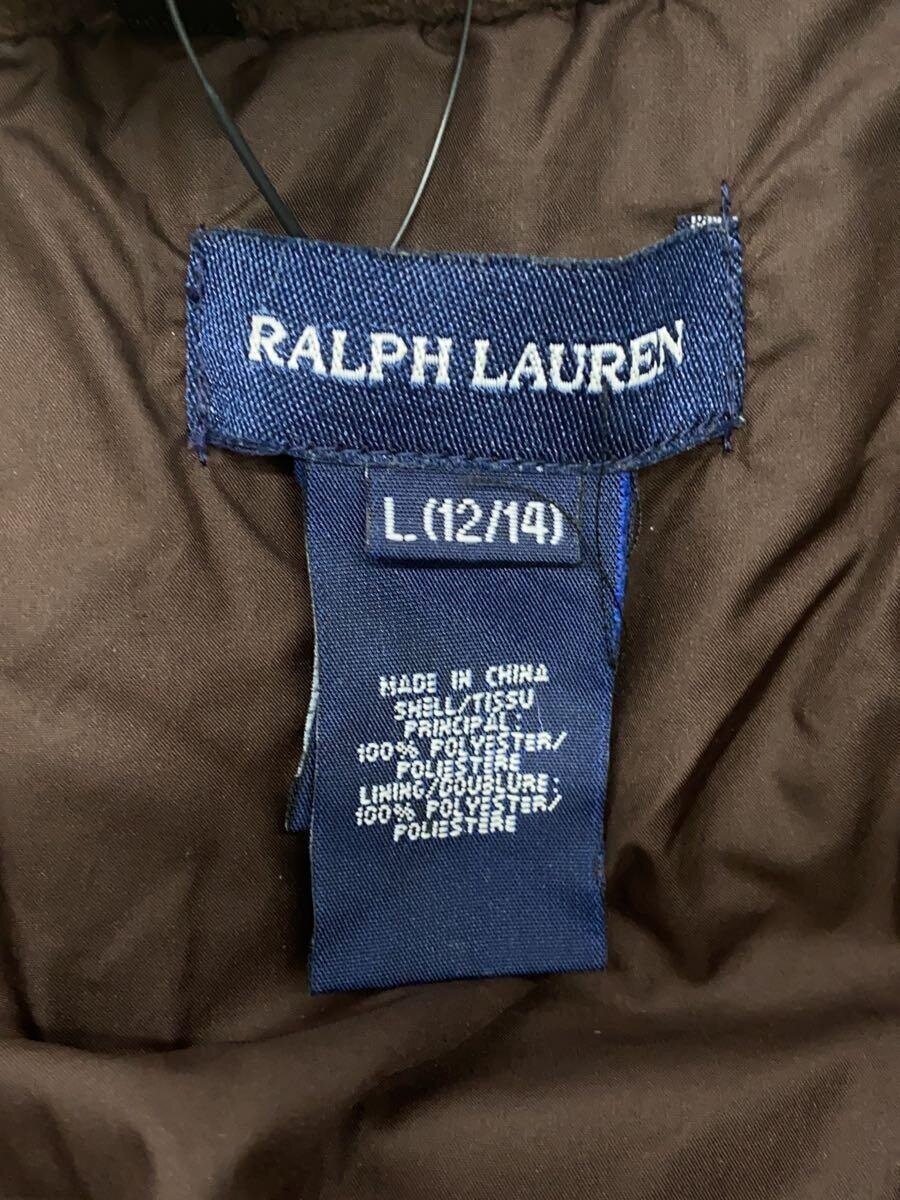 RALPH LAUREN
L (12/14)
MADE IN CHINA
SHELL/TISSU
PRINCIPAL:
100% POLYESTER/
POLIESTERE
LINING/DOUBLURE:
100% POLYESTER/
POLIESTERE